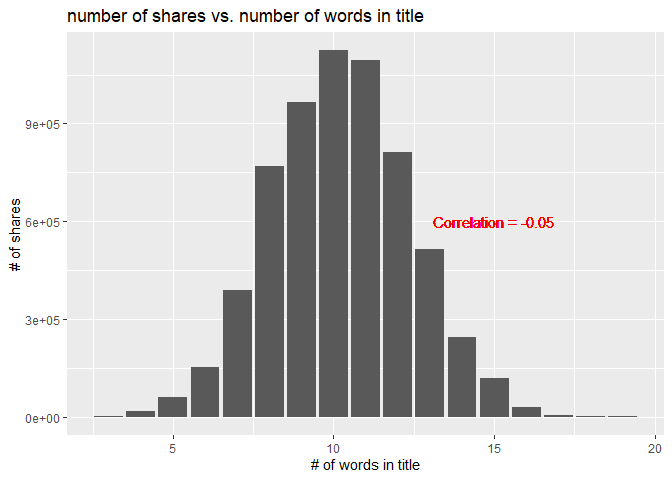 number of shares vs. number of words in title
# of shares
9e+05
6e+05
3e+05
0e+00
Correlation = -0.05
5
10
15
20
# of words in title